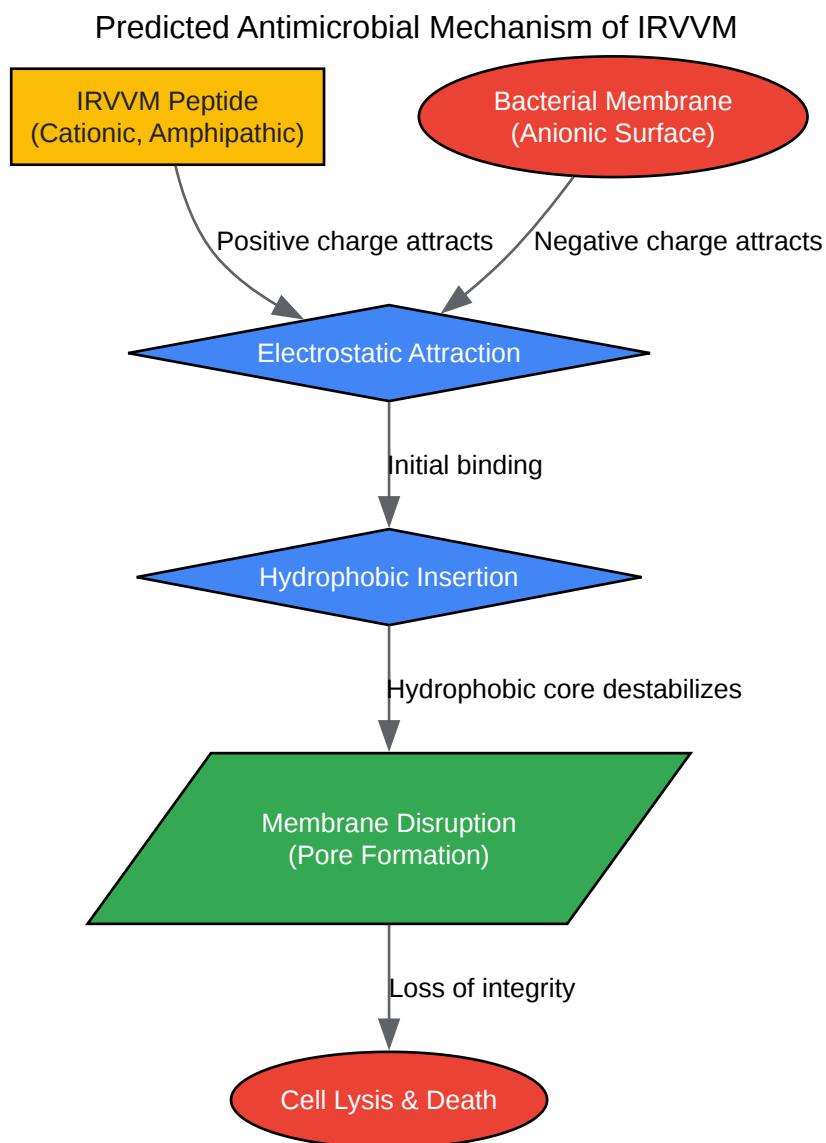 Predicted Antimicrobial Mechanism of IRVVM
IRVVM Peptide
(Cationic, Amphipathic)
Bacterial Membrane
(Anionic Surface)
Positive charge attracts
Negative charge attracts
Electrostatic Attraction
Initial binding
Hydrophobic Insertion
Hydrophobic core destabilizes
Membrane Disruption
(Pore Formation)
Loss of integrity
Cell Lysis & Death